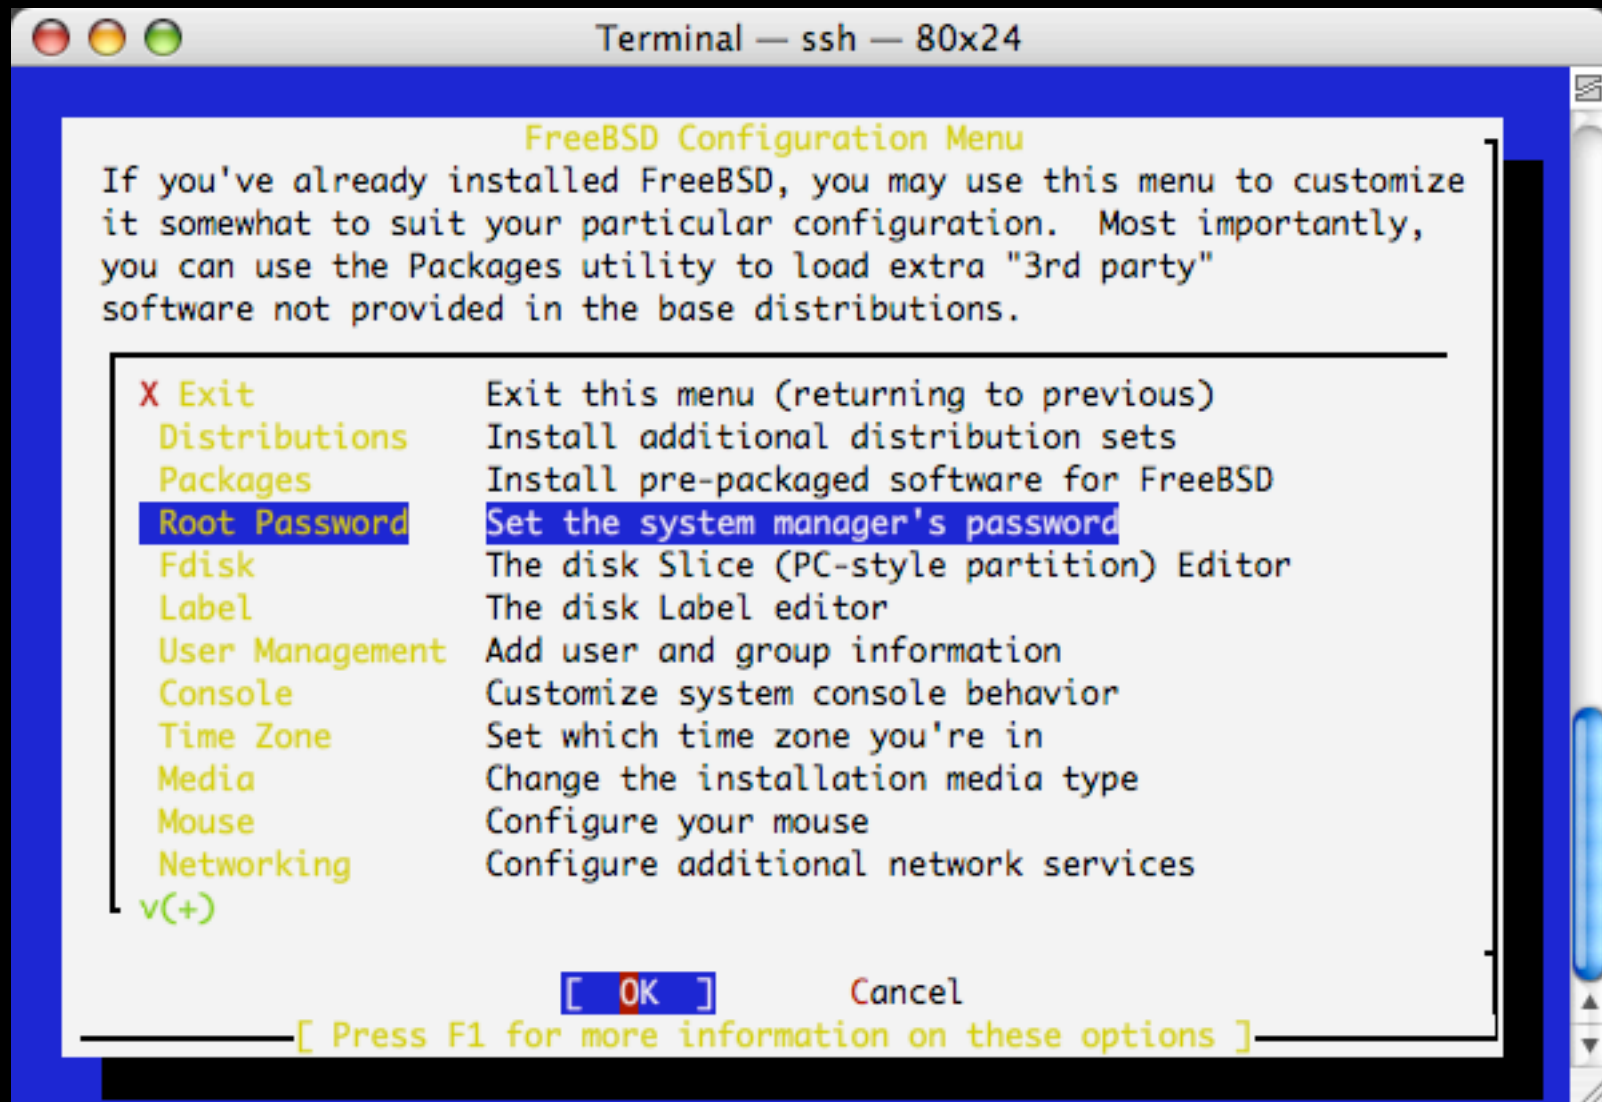 Terminal — ssh — 80x24
FreeBSD Configuration Menu
If you've already installed FreeBSD, you may use this menu to customize
it somewhat to suit your particular configuration.  Most importantly,
you can use the Packages utility to load extra "3rd party"
software not provided in the base distributions.
X Exit Exit this menu (returning to previous)
Distributions Install additional distribution sets
Packages Install pre-packaged software for FreeBSD
Root Password Set the system manager's password
Fdisk The disk Slice (PC-style partition) Editor
Label The disk Label editor
User Management Add user and group information
Console Customize system console behavior
Time Zone Set which time zone you're in
Media Change the installation media type
Mouse Configure your mouse
Networking Configure additional network services
v(+)
[ OK ] Cancel
[ Press F1 for more information on these options ]